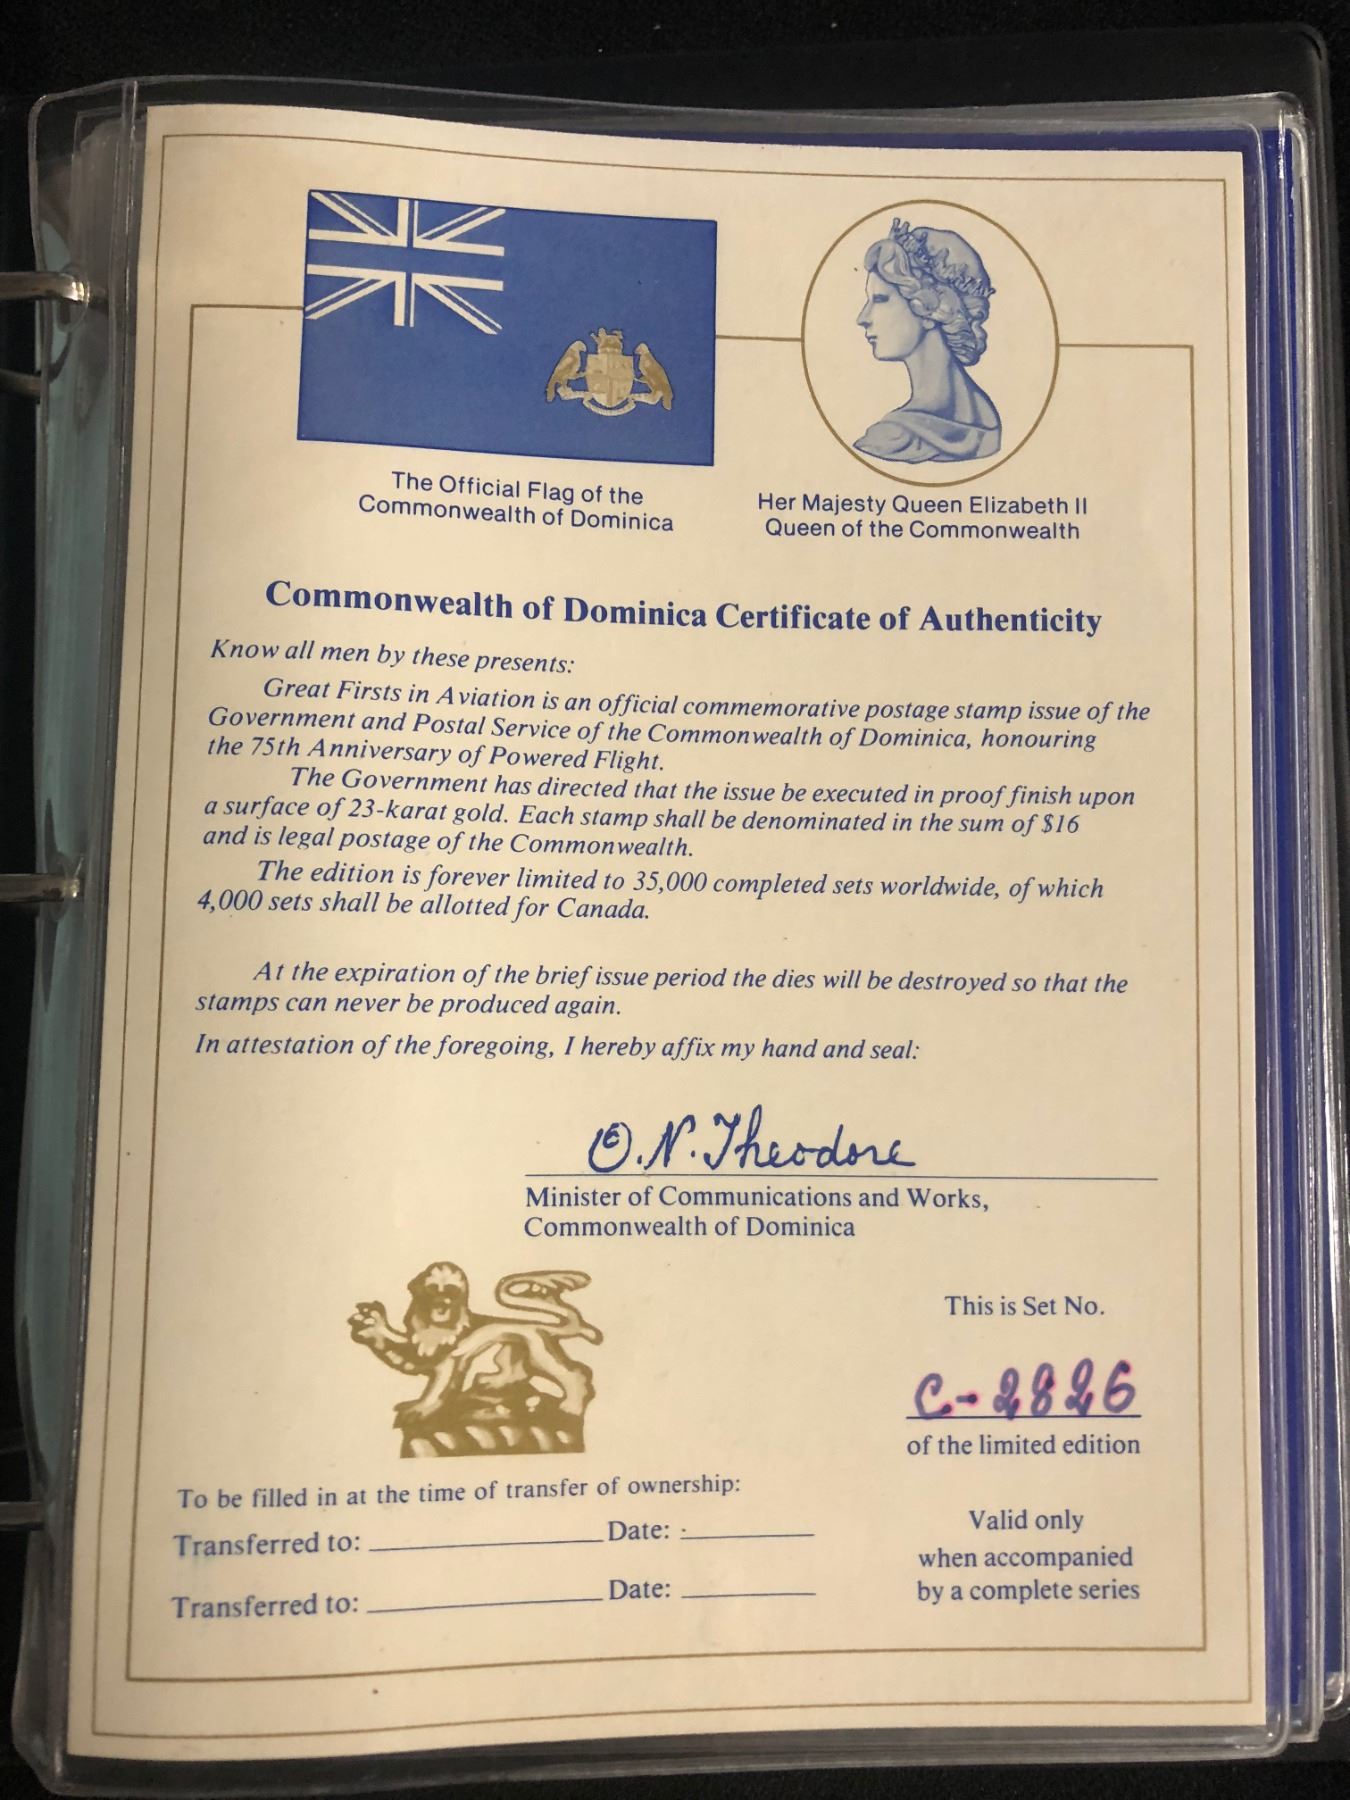 The Official Flag of the
Commonwealth of Dominica
Her Majesty Queen Elizabeth II
Queen of the Commonwealth
Commonwealth of Dominica Certificate of Authenticity
Know all men by these presents:
Great Firsts in Aviation is an official commemorative postage stamp issue of the
Government and Postal Service of the Commonwealth of Dominica, honouring
the 75th Anniversary of Powered Flight.
The Government has directed that the issue be executed in proof finish upon
a surface of 23-karat gold. Each stamp shall be denominated in the sum of $16
and is legal postage of the Commonwealth.
The edition is forever limited to 35,000 completed sets worldwide, of which
4,000 sets shall be allotted for Canada.
At the expiration of the brief issue period the dies will be destroyed so that the
stamps can never be produced again.
In attestation of the foregoing, I hereby affix my hand and seal:
O. N. Theodore
Minister of Communications and Works,
Commonwealth of Dominica
This is Set No.
C-2826
of the limited edition
To be filled in at the time of transfer of ownership:
Transferred to: Date:
Transferred to: Date:
Valid only
when accompanied
by a complete series